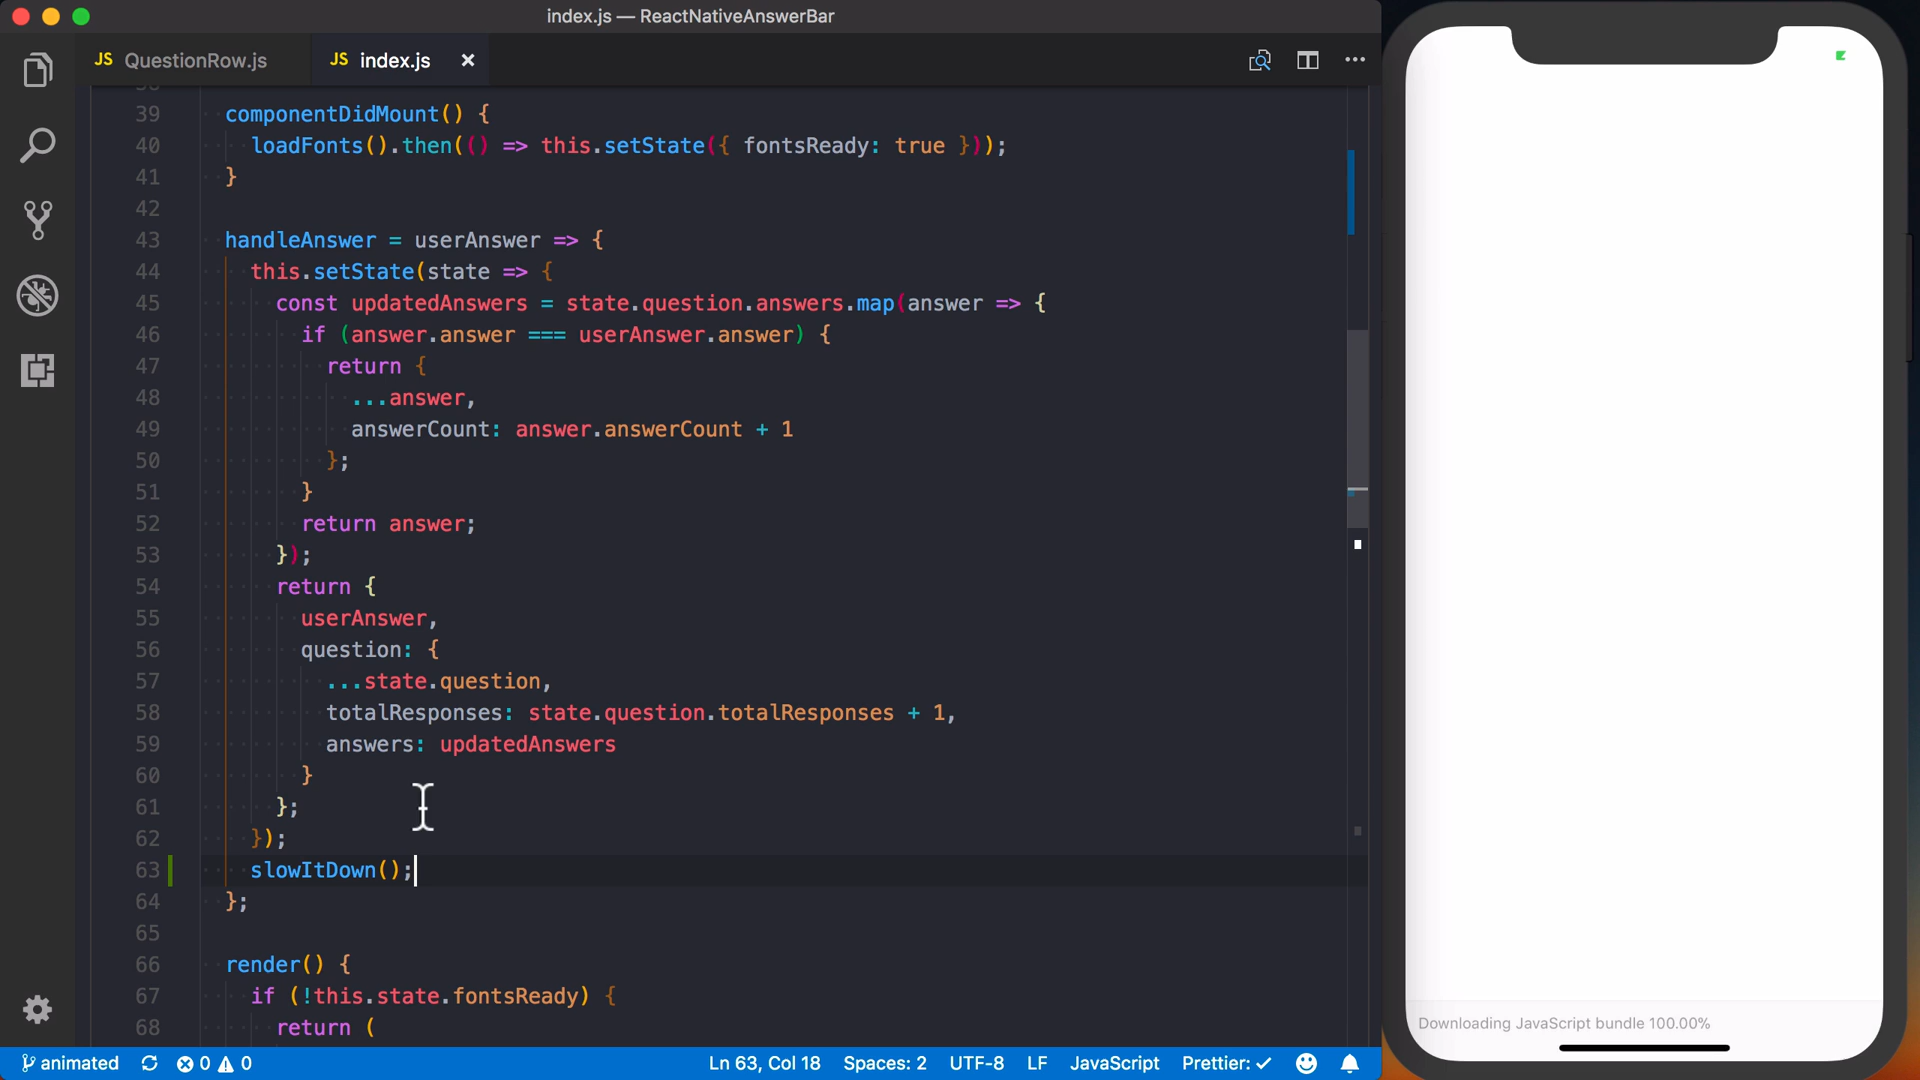 index.js — ReactNativeAnswerBar
JS QuestionRow.js
JS index.js ×
39 componentDidMount() {
40 loadFonts().then(() => this.setState({ fontsReady: true }));
41 }
42
43 handleAnswer = userAnswer => {
44 this.setState(state => {
45 const updatedAnswers = state.question.answers.map(answer => {
46 if (answer.answer === userAnswer.answer) {
47 return {
48 ...answer,
49 answerCount: answer.answerCount + 1
50 };
51 }
52 return answer;
53 });
54 return {
55 userAnswer,
56 question: {
57 ...state.question,
58 totalResponses: state.question.totalResponses + 1,
59 answers: updatedAnswers
60 }
61 };
62 });
63 slowItDown();
64 };
65
66 render() {
67 if (!this.state.fontsReady) {
68 return (
Downloading JavaScript bundle 100.00%
animated 0 0 Ln 63, Col 18 Spaces: 2 UTF-8 LF JavaScript Prettier: ✓